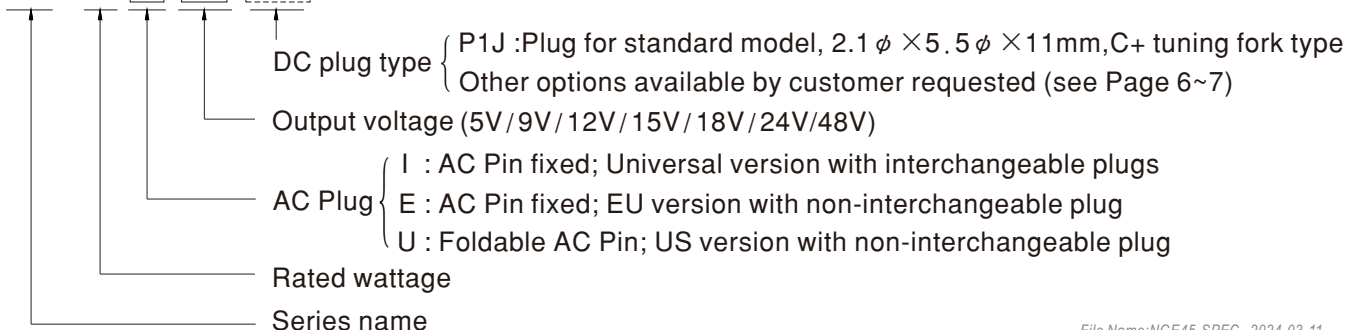 P1J :Plug for standard model, 2.1 φ ×5.5 φ ×11mm,C+ tuning fork type
DC plug type
Other options available by customer requested (see Page 6~7)
Output voltage (5V/9V/12V/15V/18V/24V/48V)
I : AC Pin fixed; Universal version with interchangeable plugs
AC Plug E : AC Pin fixed; EU version with non-interchangeable plug
U : Foldable AC Pin; US version with non-interchangeable plug
Rated wattage
Series name
File Name:NGE45-SPEC 2024-03-11